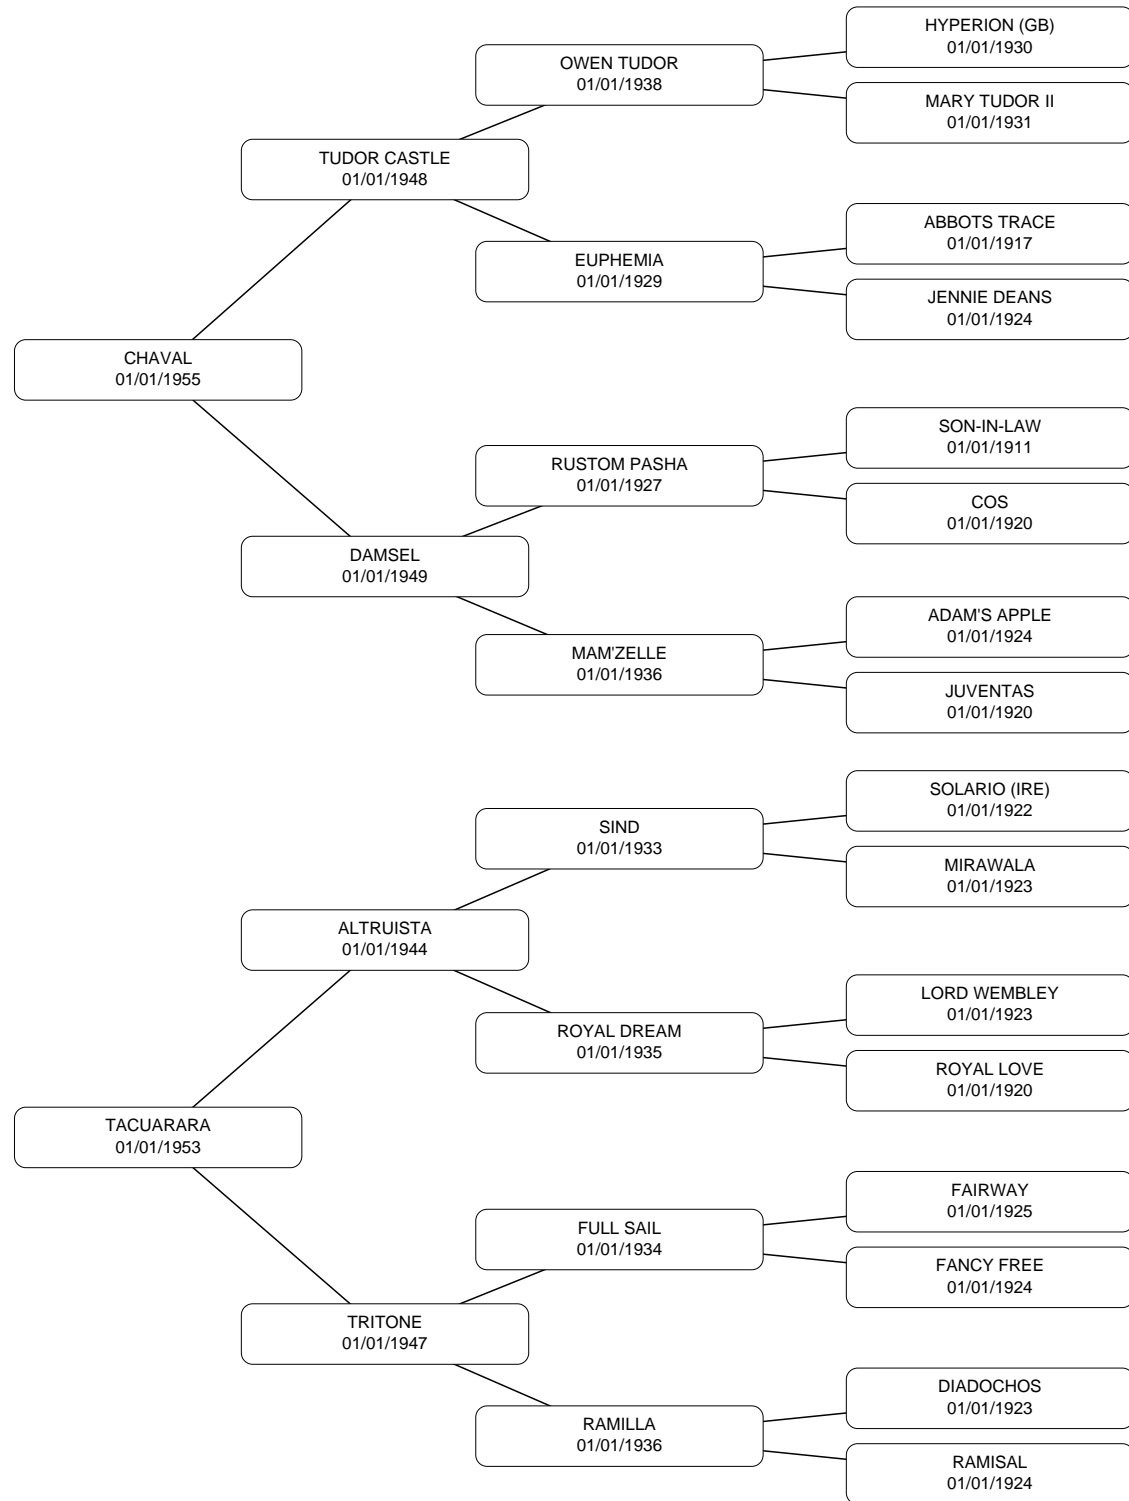 HYPERION (GB)
01/01/1930
OWEN TUDOR
01/01/1938
MARY TUDOR II
01/01/1931
TUDOR CASTLE
01/01/1948
ABBOTS TRACE
01/01/1917
EUPHEMIA
01/01/1929
JENNIE DEANS
01/01/1924
CHAVAL
01/01/1955
SON-IN-LAW
01/01/1911
RUSTOM PASHA
01/01/1927
COS
01/01/1920
DAMSEL
01/01/1949
ADAM'S APPLE
01/01/1924
MAM'ZELLE
01/01/1936
JUVENTAS
01/01/1920
SOLARIO (IRE)
01/01/1922
SIND
01/01/1933
MIRAWALA
01/01/1923
ALTRUISTA
01/01/1944
LORD WEMBLEY
01/01/1923
ROYAL DREAM
01/01/1935
ROYAL LOVE
01/01/1920
TACUARARA
01/01/1953
FAIRWAY
01/01/1925
FULL SAIL
01/01/1934
FANCY FREE
01/01/1924
TRITONE
01/01/1947
DIADOCHOS
01/01/1923
RAMILLA
01/01/1936
RAMISAL
01/01/1924